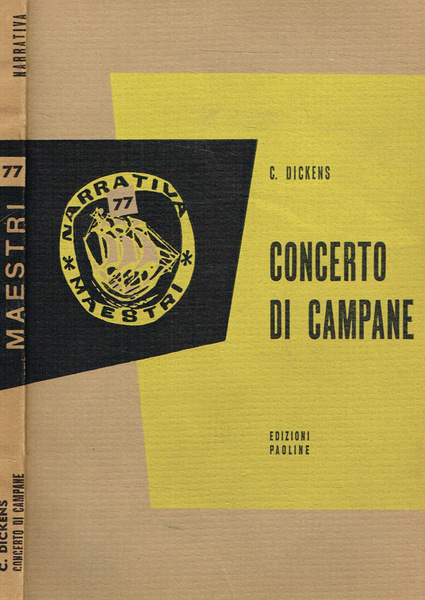 NARRATIVA
MAESTRI 77
C. DICKENS
CONCERTO DI CAMPANE
NARRATIVA
77
* MAESTRI *
C. DICKENS
CONCERTO
DI CAMPANE
EDIZIONI
PAOLINE